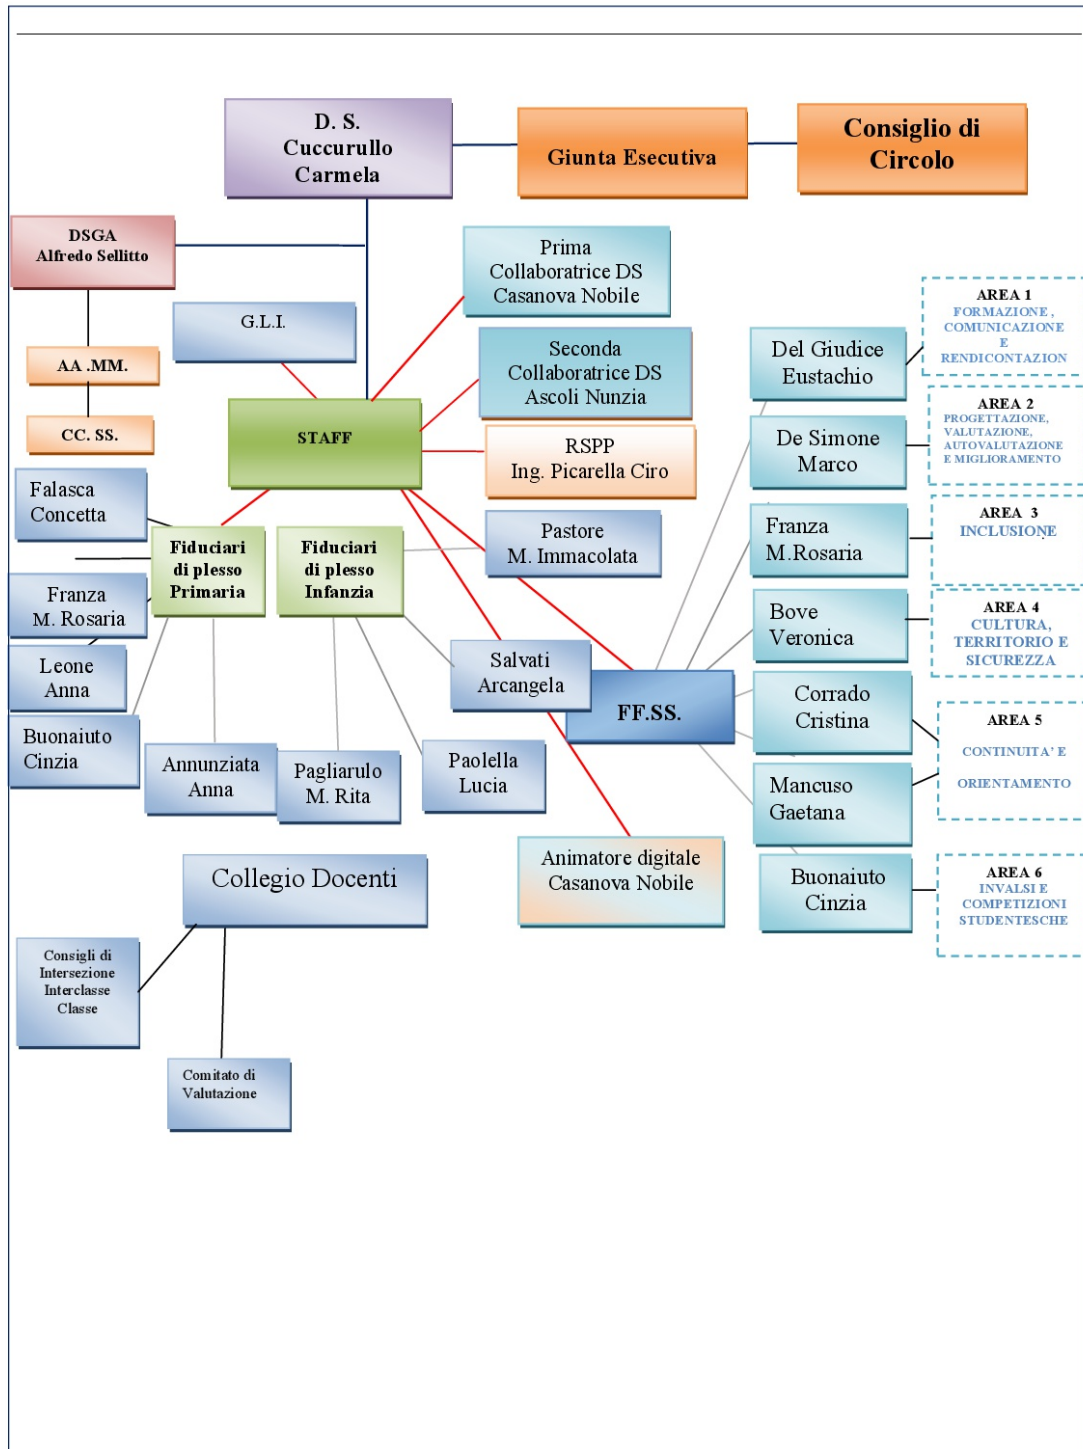 D. S.
Cuccurullo
Carmela
Giunta Esecutiva
Consiglio di
Circolo
DSGA
Alfredo Sellitto
Prima
Collaboratrice DS
Casanova Nobile
G.L.I.
AA .MM.
CC. SS.
Seconda
Collaboratrice DS
Ascoli Nunzia
STAFF
RSPP
Ing. Picarella Ciro
Del Giudice
Eustachio
AREA 1
FORMAZIONE ,
COMUNICAZIONE
E
RENDICONTAZION
De Simone
Marco
AREA 2
PROGETTAZIONE,
VALUTAZIONE,
AUTOVALUTAZIONE
E MIGLIORAMENTO
Falasca
Concetta
Fiduciari
di plesso
Primaria
Fiduciari
di plesso
Infanzia
Pastore
M. Immacolata
Franza
M.Rosaria
AREA 3
INCLUSIONE
Franza
M. Rosaria
Bove
Veronica
AREA 4
CULTURA,
TERRITORIO E
SICUREZZA
Leone
Anna
Salvati
Arcangela
FF.SS.
Corrado
Cristina
AREA 5
CONTINUITA' E
ORIENTAMENTO
Buonaiuto
Cinzia
Annunziata
Anna
Pagliarulo
M. Rita
Paolella
Lucia
Mancuso
Gaetana
Animatore digitale
Casanova Nobile
Buonaiuto
Cinzia
AREA 6
INVALSI E
COMPETIZIONI
STUDENTESCHE
Collegio Docenti
Consigli di
Intersezione
Interclasse
Classe
Comitato di
Valutazione